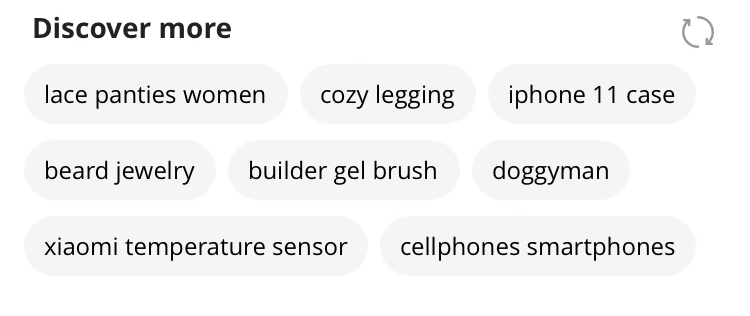 Discover more
lace panties women cozy legging iphone 11 case
beard jewelry builder gel brush doggyman
xiaomi temperature sensor cellphones smartphones